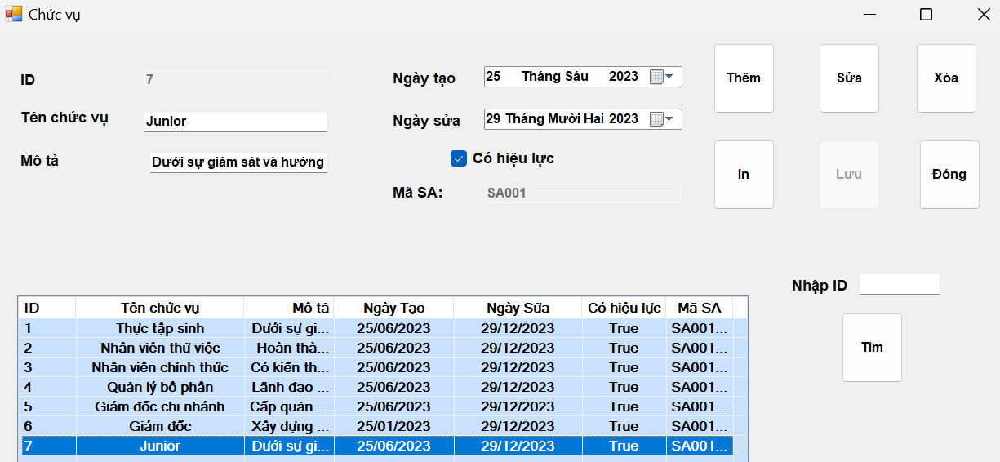 Chức vụ
ID 7
Tên chức vụ Junior
Mô tả Dưới sự giám sát và hướng
Ngày tạo 25 Tháng Sáu 2023
Ngày sửa 29 Tháng Mười Hai 2023
Có hiệu lực
Mã SA: SA001
Thêm Sửa Xóa
In Lưu Đóng
Nhập ID
Tìm
ID Tên chức vụ Mô tả Ngày Tạo Ngày Sửa Có hiệu lực Mã SA
1 Thực tập sinh Dưới sự gi... 25/06/2023 29/12/2023 True SA001...
2 Nhân viên thử việc Hoàn thà... 25/06/2023 29/12/2023 True SA001...
3 Nhân viên chính thức Có kiến th... 25/06/2023 29/12/2023 True SA001...
4 Quản lý bộ phận Lãnh đạo ... 25/06/2023 29/12/2023 True SA001...
5 Giám đốc chi nhánh Cấp quản ... 25/06/2023 29/12/2023 True SA001...
6 Giám đốc Xây dựng ... 25/01/2023 29/12/2023 True SA001...
7 Junior Dưới sự gi... 25/06/2023 29/12/2023 True SA001...